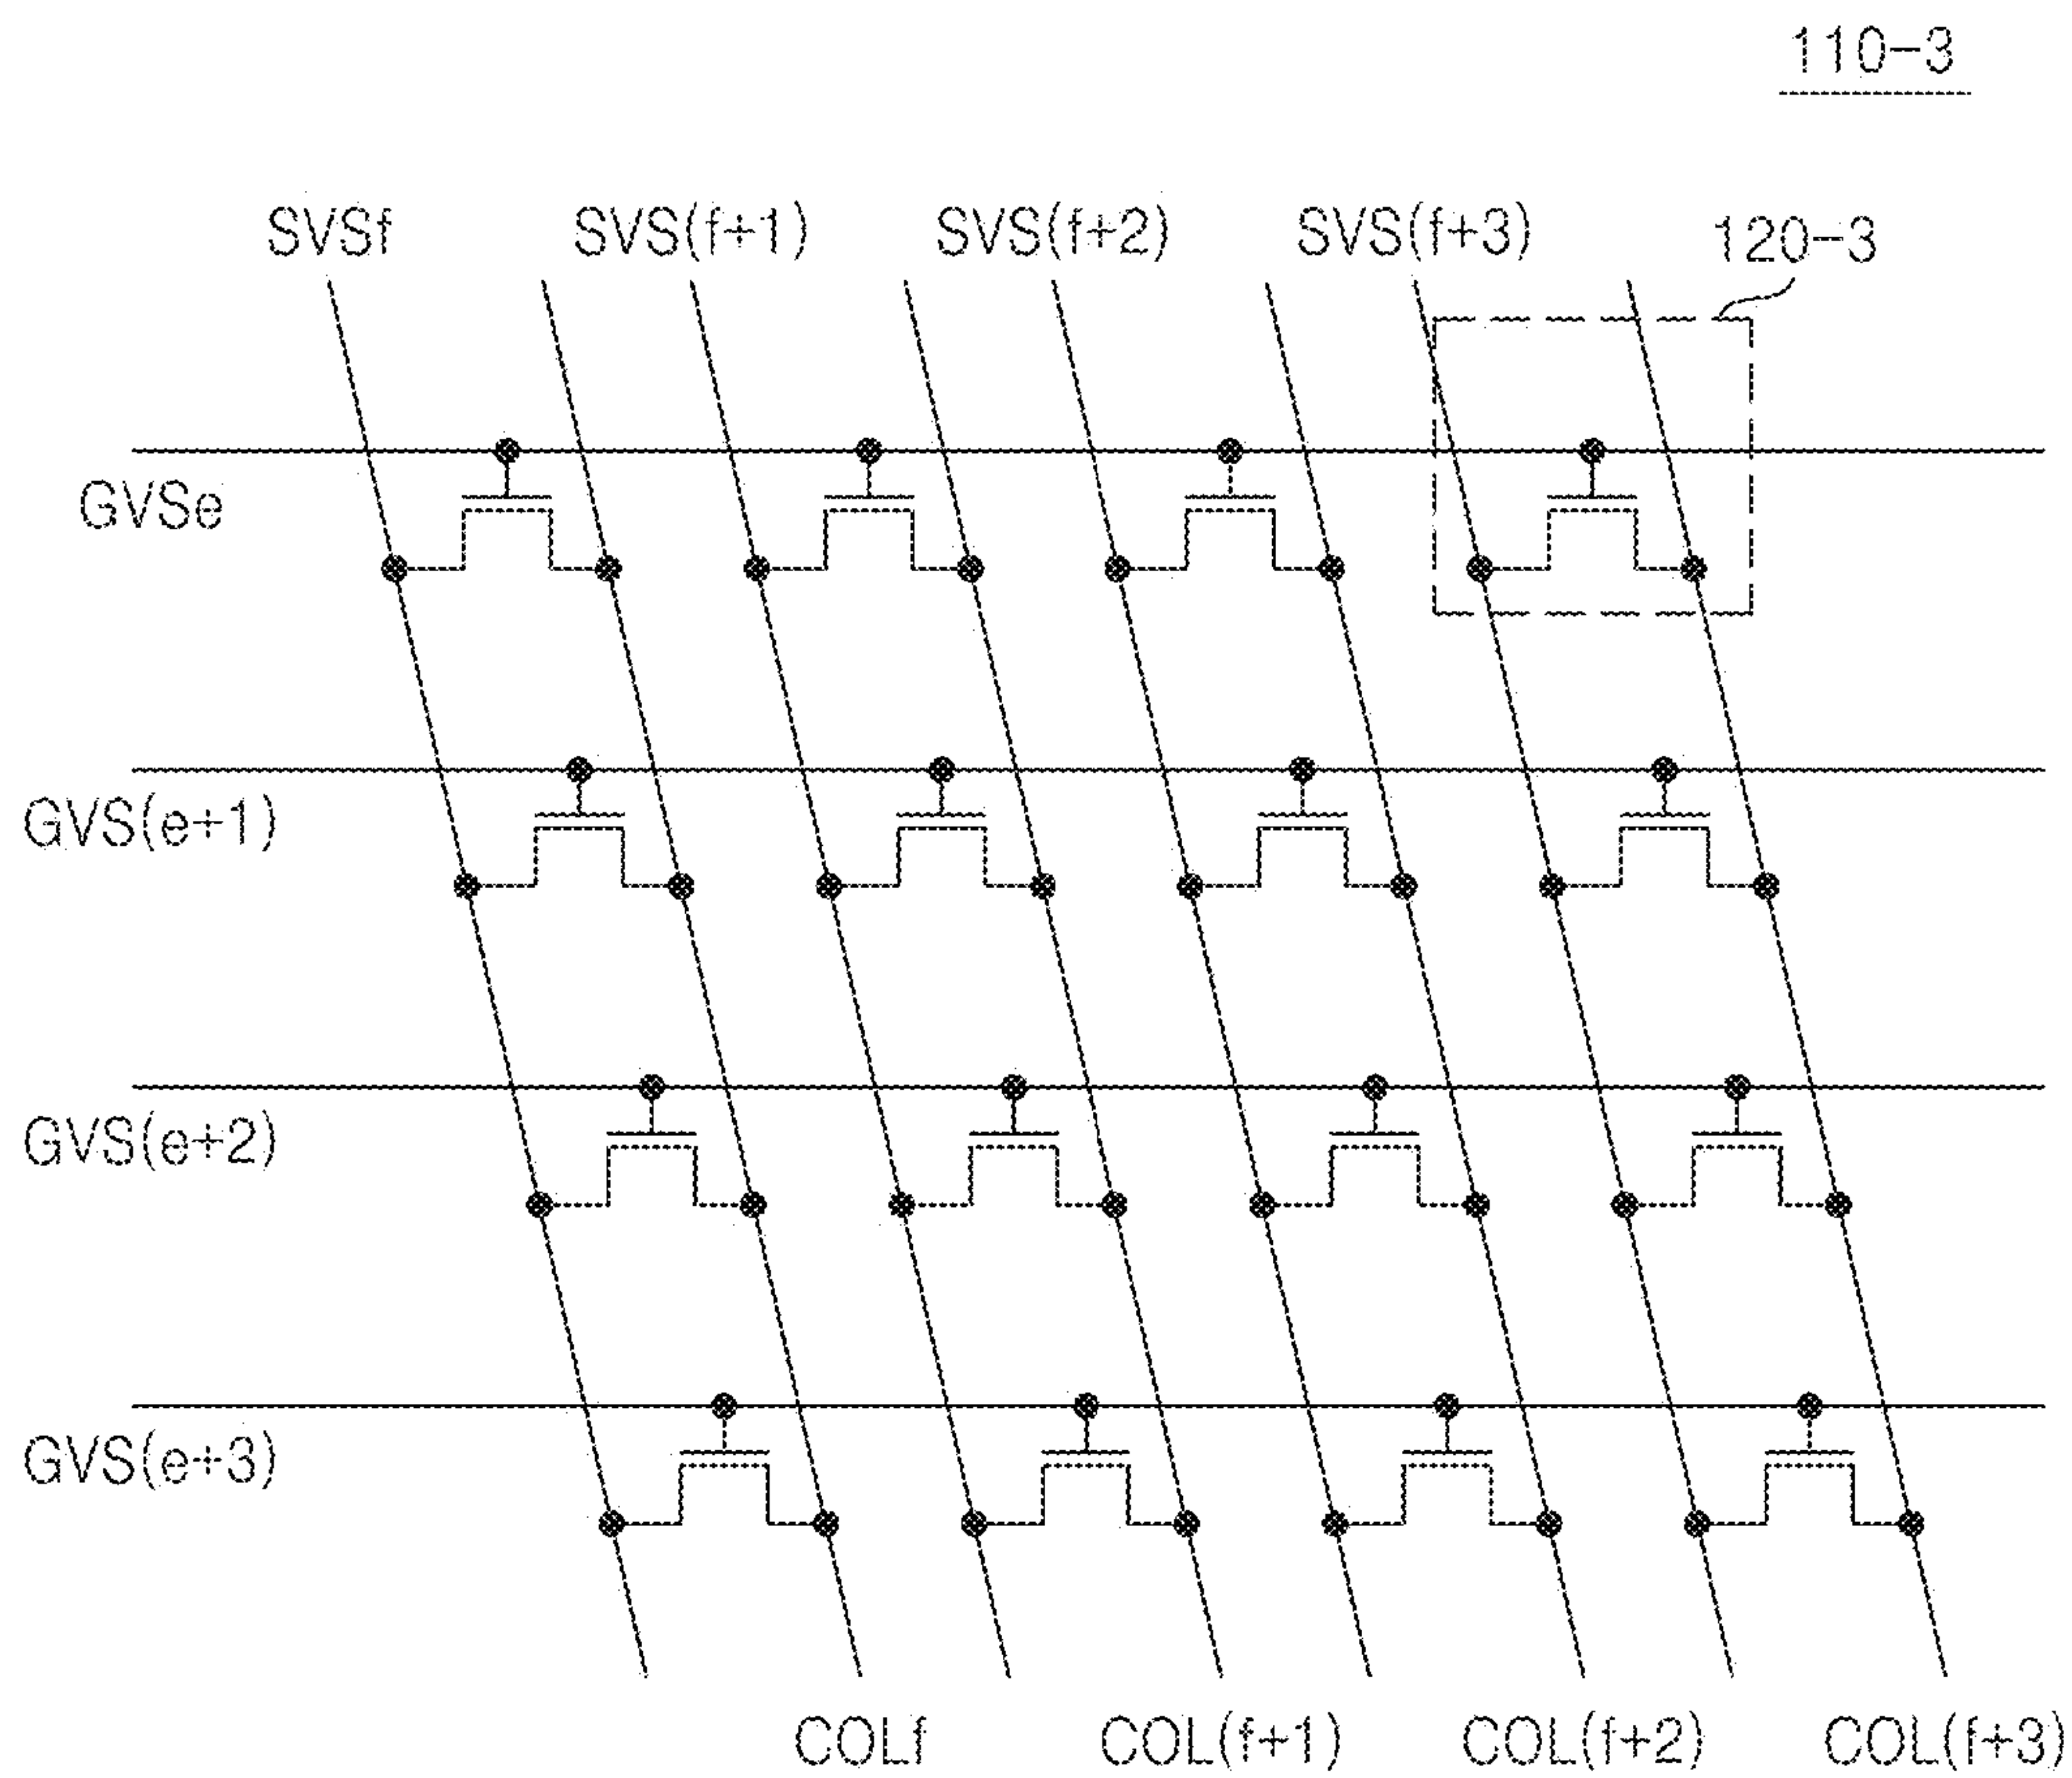 110-3
SVSf
SVS(f+1)
SVS(f+2)
SVS(f+3)
120-3
GVSe
GVS(e+1)
GVS(e+2)
GVS(e+3)
COLf
COL(f+1)
COL(f+2)
COL(f+3)